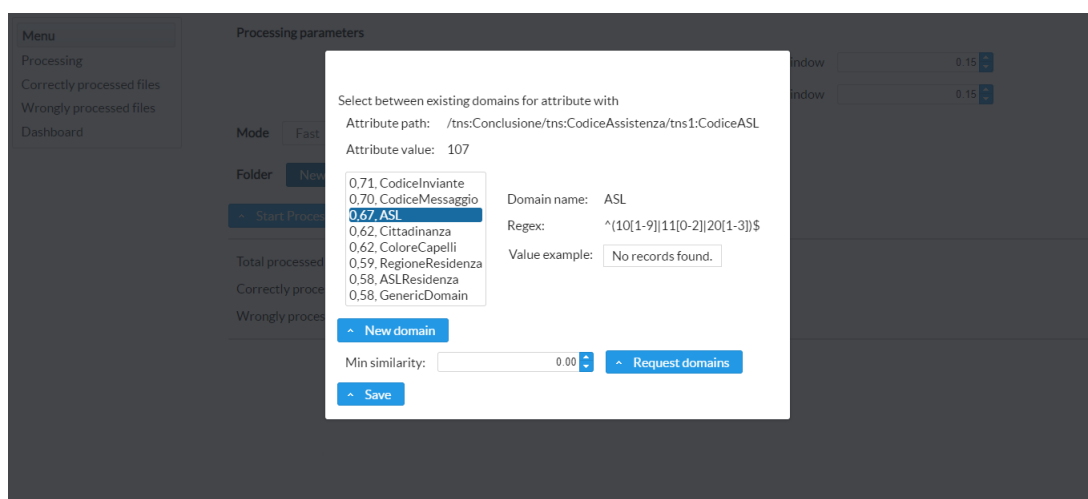 Menu
Processing
Correctly processed files
Wrongly processed files
Dashboard
Processing parameters
indow 0.15
indow 0.15
Mode Fast
Folder New
^ Start Proces
Total processed
Correctly proce
Wrongly proces
Select between existing domains for attribute with
Attribute path: /tns:Conclusione/tns:CodiceAssistenza/tns1:CodiceASL
Attribute value: 107
0,71, CodiceInviante
0,70, CodiceMessaggio
0,67, ASL
0,62, Cittadinanza
0,62, ColoreCapelli
0,59, RegioneResidenza
0,58, ASLResidenza
0,58, GenericDomain
Domain name: ASL
Regex: ^(10[1-9]|11[0-2]|20[1-3])$
Value example: No records found.
^ New domain
Min similarity: 0.00 ^ Request domains
^ Save